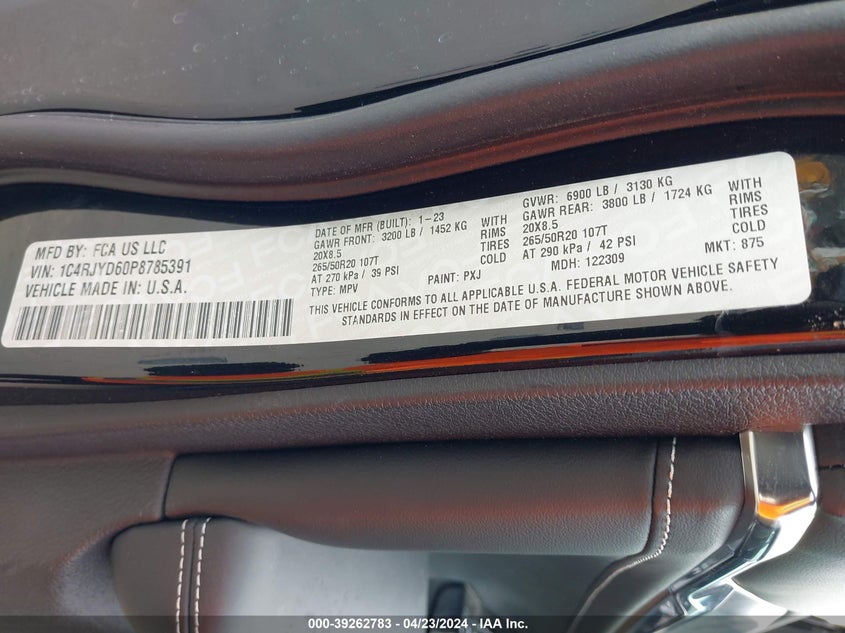 MFD BY: FCA US LLC
VIN: 1C4RJYD60P8785391
VEHICLE MADE IN: U.S.A.
DATE OF MFR (BUILT): 1-23
GAWR FRONT: 3200 LB / 1452 KG WITH
20X8.5 RIMS
265/50R20 107T TIRES
AT 270 kPa / 39 PSI COLD
TYPE: MPV PAINT: PXJ
GVWR: 6900 LB / 3130 KG
GAWR REAR: 3800 LB / 1724 KG WITH
20X8.5 RIMS
265/50R20 107T TIRES
AT 290 kPa / 42 PSI COLD
MDH: 122309 MKT: 875
THIS VEHICLE CONFORMS TO ALL APPLICABLE U.S.A. FEDERAL MOTOR VEHICLE SAFETY
STANDARDS IN EFFECT ON THE DATE OF MANUFACTURE SHOWN ABOVE.
000-39262783 / 04/23/2024 - IAA Inc.